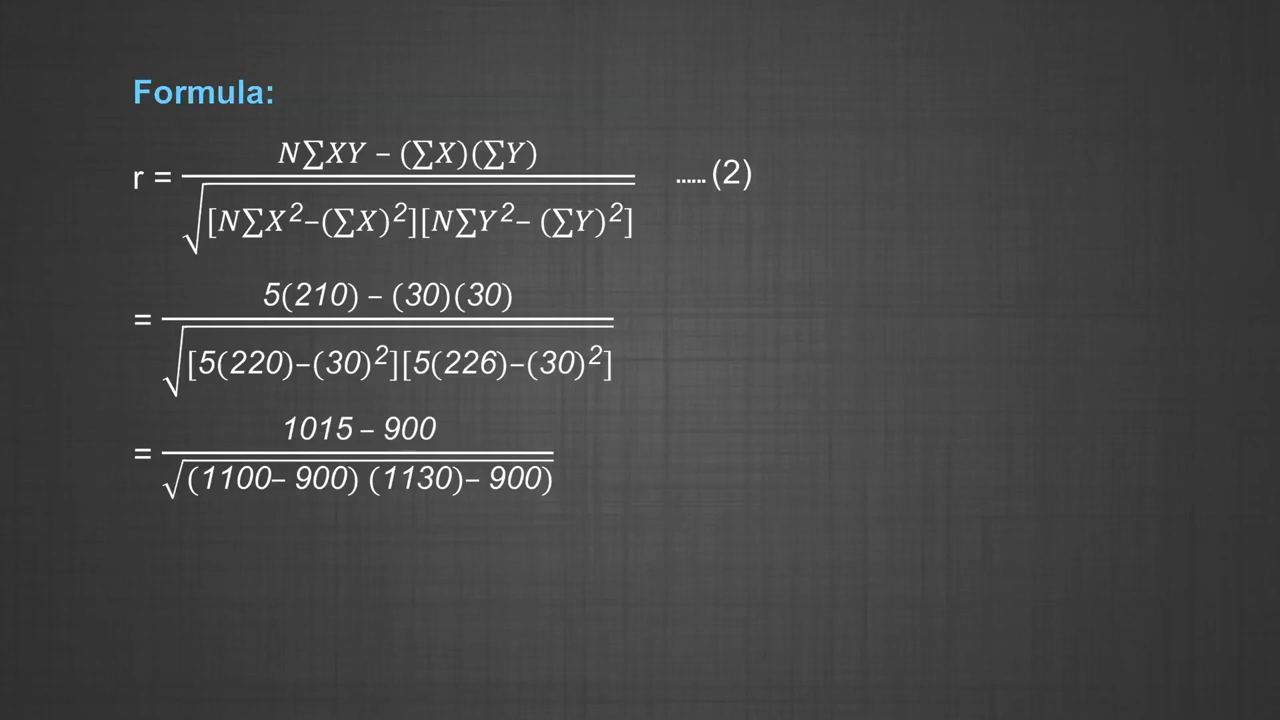 Formula:
r = N∑XY – (∑X)(∑Y) / √[N∑X²–(∑X)²][N∑Y²– (∑Y)²] ...... (2)
= 5(210) – (30)(30) / √[5(220)–(30)²][5(226)–(30)²]
= 1015 – 900 / √(1100– 900) (1130)– 900)